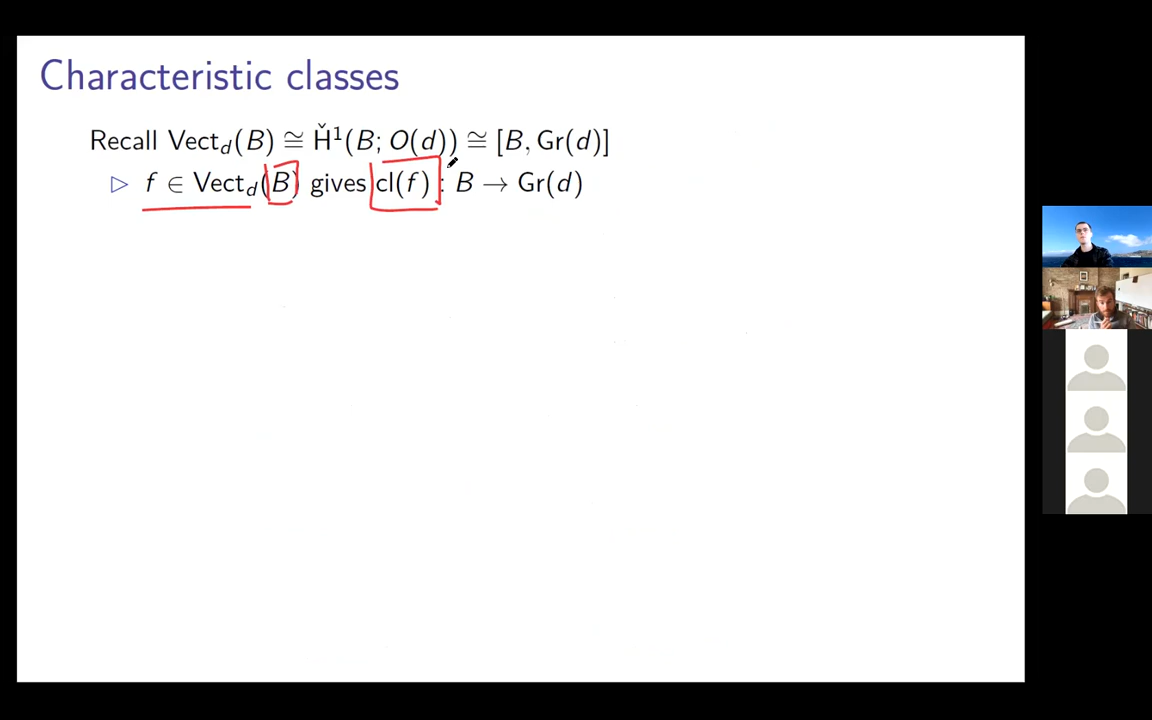 Characteristic classes
Recall Vect_d(B) ≅ Ȟ¹(B; O(d)) ≅ [B, Gr(d)]
▷ f ∈ Vect_d(B) gives cl(f) : B → Gr(d)